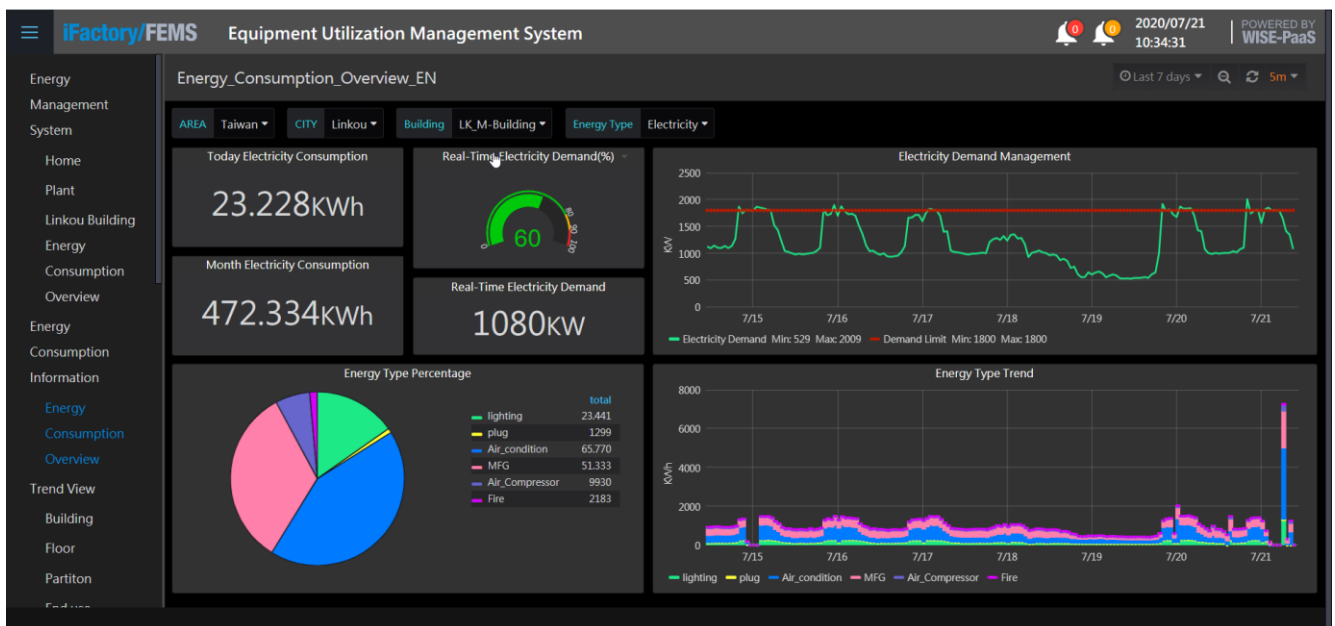 iFactory/FEMS Equipment Utilization Management System
0
0
2020/07/21
10:34:31
POWERED BY
WISE-PaaS
Energy
Management
System
Home
Plant
Linkou Building
Energy
Consumption
Overview
Energy
Consumption
Information
Energy
Consumption
Overview
Trend View
Building
Floor
Partiton
Energy_Consumption_Overview_EN
Last 7 days
5m
AREA Taiwan
CITY Linkou
Building LK_M-Building
Energy Type Electricity
Today Electricity Consumption
23.228KWh
Month Electricity Consumption
472.334KWh
Real-Time Electricity Demand(%)
0
80
90
100
60
Real-Time Electricity Demand
1080KW
Electricity Demand Management
2500
2000
1500
1000
500
0
KW
7/15 7/16 7/17 7/18 7/19 7/20 7/21
Electricity Demand Min: 529 Max: 2009 Demand Limit Min: 1800 Max: 1800
Energy Type Percentage
total
lighting 23.441
plug 1299
Air_condition 65.770
MFG 51.333
Air_Compressor 9930
Fire 2183
Energy Type Trend
8000
6000
4000
2000
0
KWh
7/15 7/16 7/17 7/18 7/19 7/20 7/21
lighting plug Air_condition MFG Air_Compressor Fire